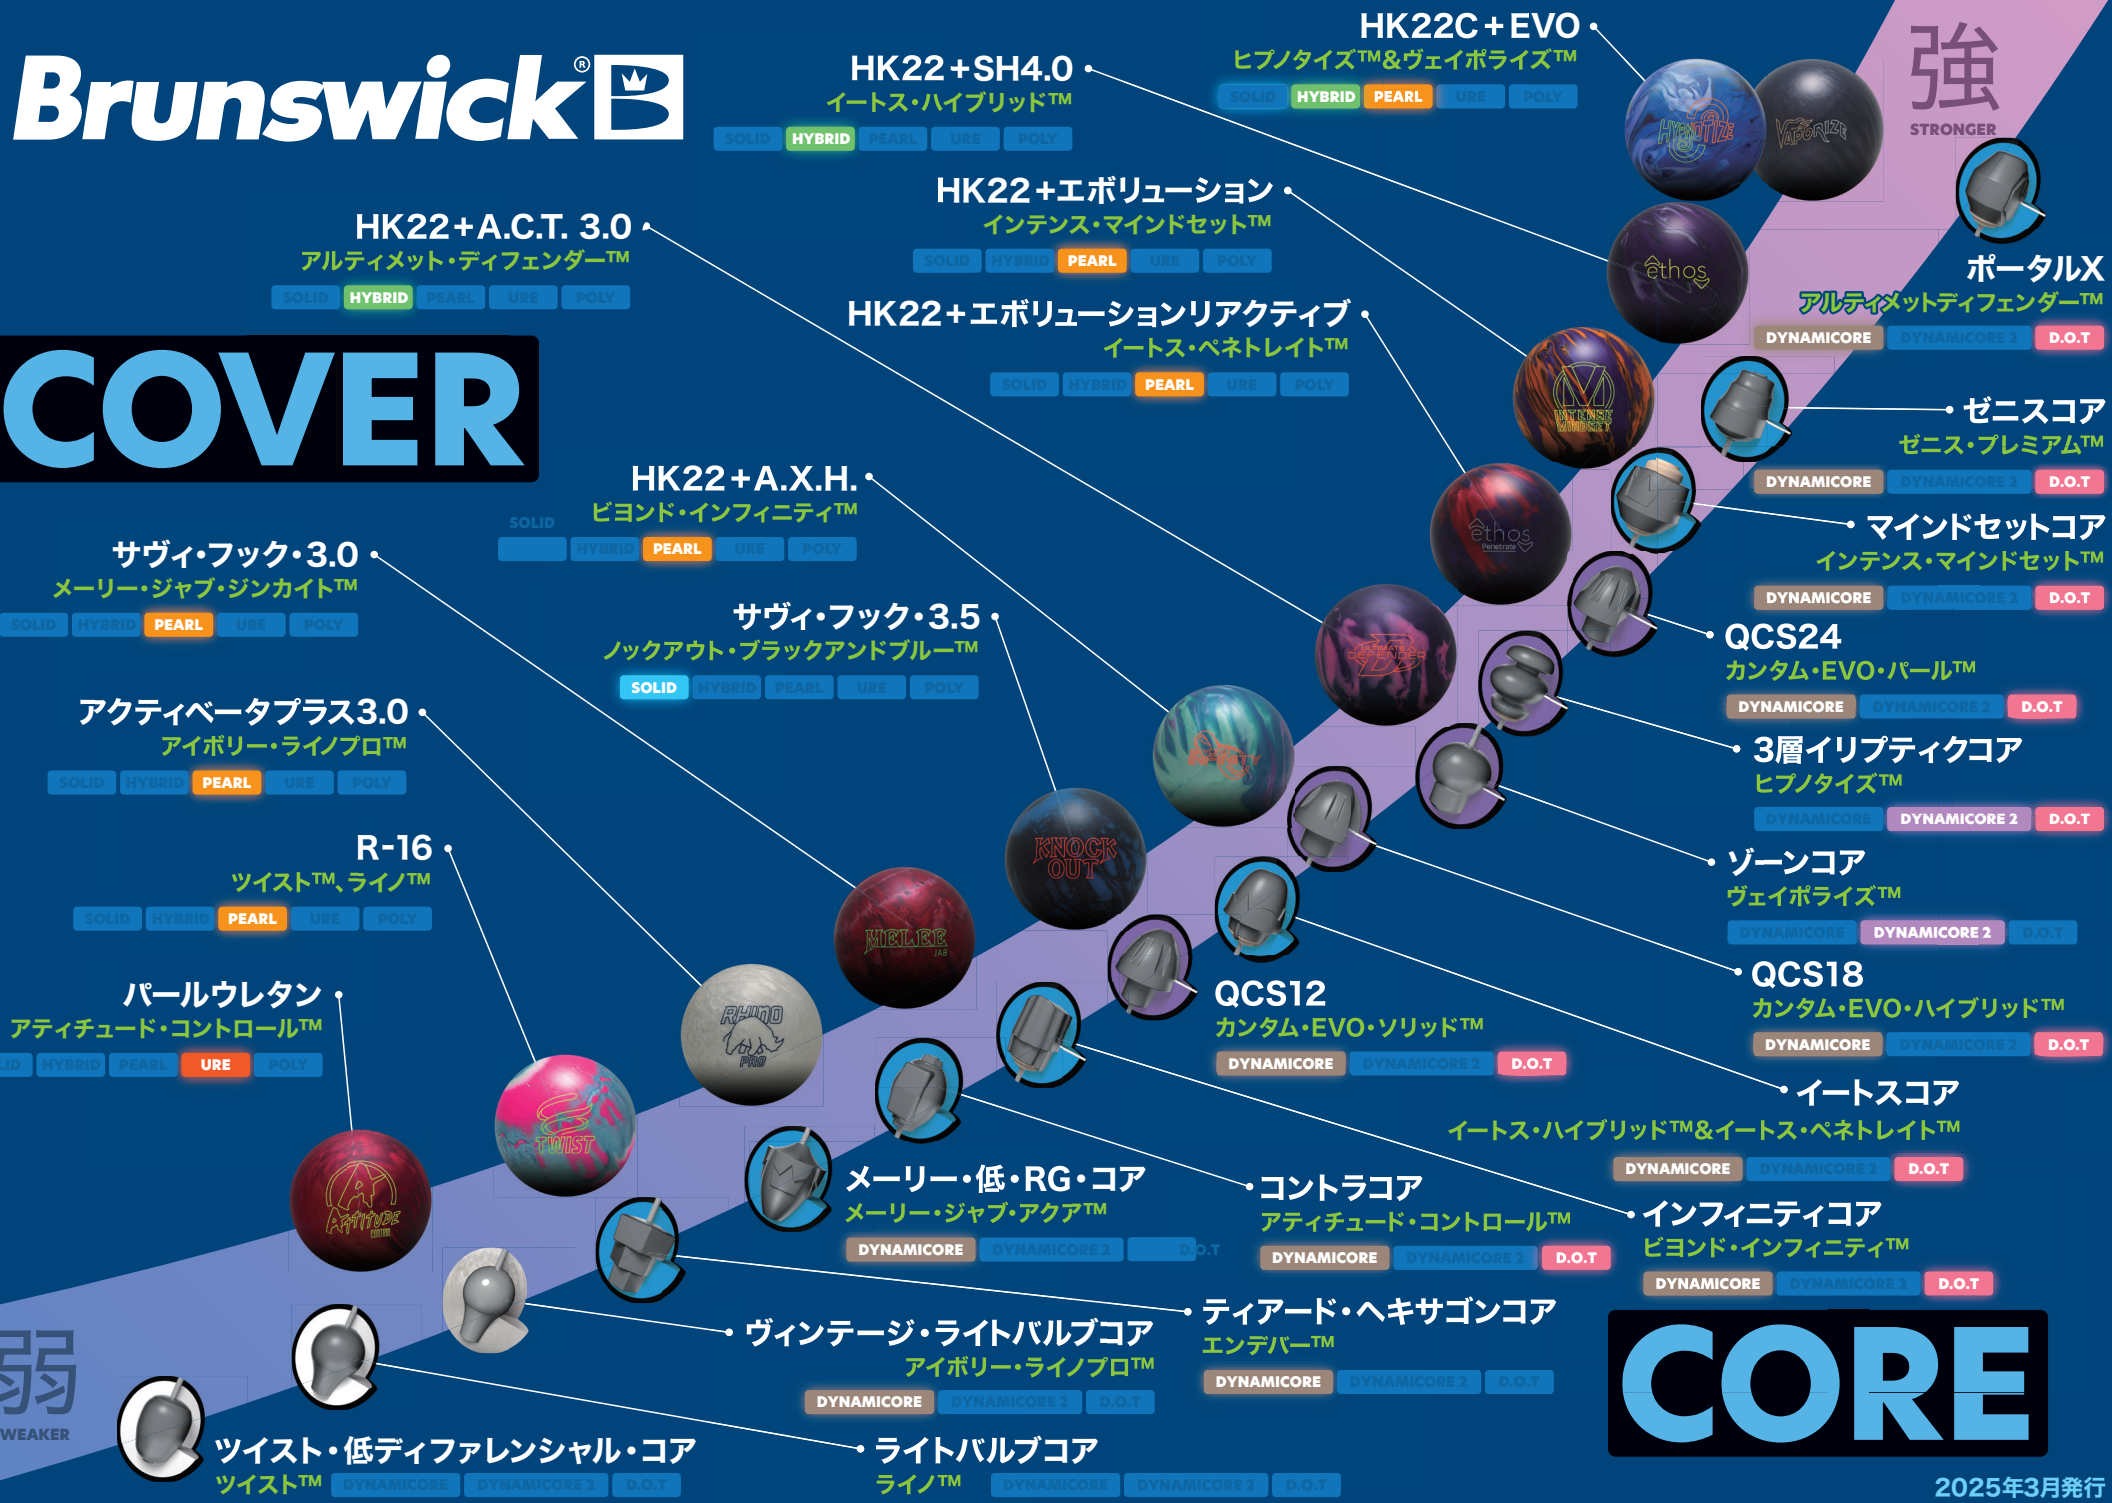 Brunswick® B
HK22C+EVO
ヒプノタイズ™&ヴェイポライズ™
SOLID HYBRID PEARL URE POLY
HK22+SH4.0
イートス・ハイブリッド™
SOLID HYBRID PEARL URE POLY
HK22+エボリューション
インテンス・マインドセット™
SOLID HYBRID PEARL URE POLY
HK22+A.C.T. 3.0
アルティメット・ディフェンダー™
SOLID HYBRID PEARL URE POLY
HK22+エボリューションリアクティブ
イートス・ペネトレイト™
SOLID HYBRID PEARL URE POLY
COVER
HK22+A.X.H.
ビヨンド・インフィニティ™
SOLID HYBRID PEARL URE POLY
サヴィ・フック・3.0
メーリー・ジャブ・ジンカイト™
SOLID HYBRID PEARL URE POLY
サヴィ・フック・3.5
ノックアウト・ブラックアンドブルー™
SOLID HYBRID PEARL URE POLY
アクティベータプラス3.0
アイボリー・ライノプロ™
SOLID HYBRID PEARL URE POLY
R-16
ツイスト™、ライノ™
SOLID HYBRID PEARL URE POLY
パールウレタン
アティチュード・コントロール™
LID HYBRID PEARL URE POLY
強
STRONGER
HYPNOTIZE
VAPORIZE
ethos
M
INTENSE
MINDSET
ethos
Penetrate
D
ULTIMATE
DEFENDER
INFINITY
KNOCK
OUT
MELEE
JAB
RHINO
PRO
TWIST
A
ATTITUDE
CONTROL
ポータルX
アルティメットディフェンダー™
DYNAMICORE DYNAMICORE 2 D.O.T
ゼニスコア
ゼニス・プレミアム™
DYNAMICORE DYNAMICORE 2 D.O.T
マインドセットコア
インテンス・マインドセット™
DYNAMICORE DYNAMICORE 2 D.O.T
QCS24
カンタム・EVO・パール™
DYNAMICORE DYNAMICORE 2 D.O.T
3層イリプティクコア
ヒプノタイズ™
DYNAMICORE DYNAMICORE 2 D.O.T
ゾーンコア
ヴェイポライズ™
DYNAMICORE DYNAMICORE 2 D.O.T
QCS18
カンタム・EVO・ハイブリッド™
DYNAMICORE DYNAMICORE 2 D.O.T
QCS12
カンタム・EVO・ソリッド™
DYNAMICORE DYNAMICORE 2 D.O.T
イートスコア
イートス・ハイブリッド™&イートス・ペネトレイト™
DYNAMICORE DYNAMICORE 2 D.O.T
インフィニティコア
ビヨンド・インフィニティ™
DYNAMICORE DYNAMICORE 2 D.O.T
コントラコア
アティチュード・コントロール™
DYNAMICORE DYNAMICORE 2 D.O.T
メーリー・低・RG・コア
メーリー・ジャブ・アクア™
DYNAMICORE DYNAMICORE 2 D.O.T
ティアード・ヘキサゴンコア
エンデバー™
DYNAMICORE DYNAMICORE 2 D.O.T
ヴィンテージ・ライトバルブコア
アイボリー・ライノプロ™
DYNAMICORE DYNAMICORE 2 D.O.T
ライトバルブコア
ライノ™ DYNAMICORE DYNAMICORE 2 D.O.T
ツイスト・低ディファレンシャル・コア
ツイスト™ DYNAMICORE DYNAMICORE 2 D.O.T
弱
WEAKER
CORE
2025年3月発行